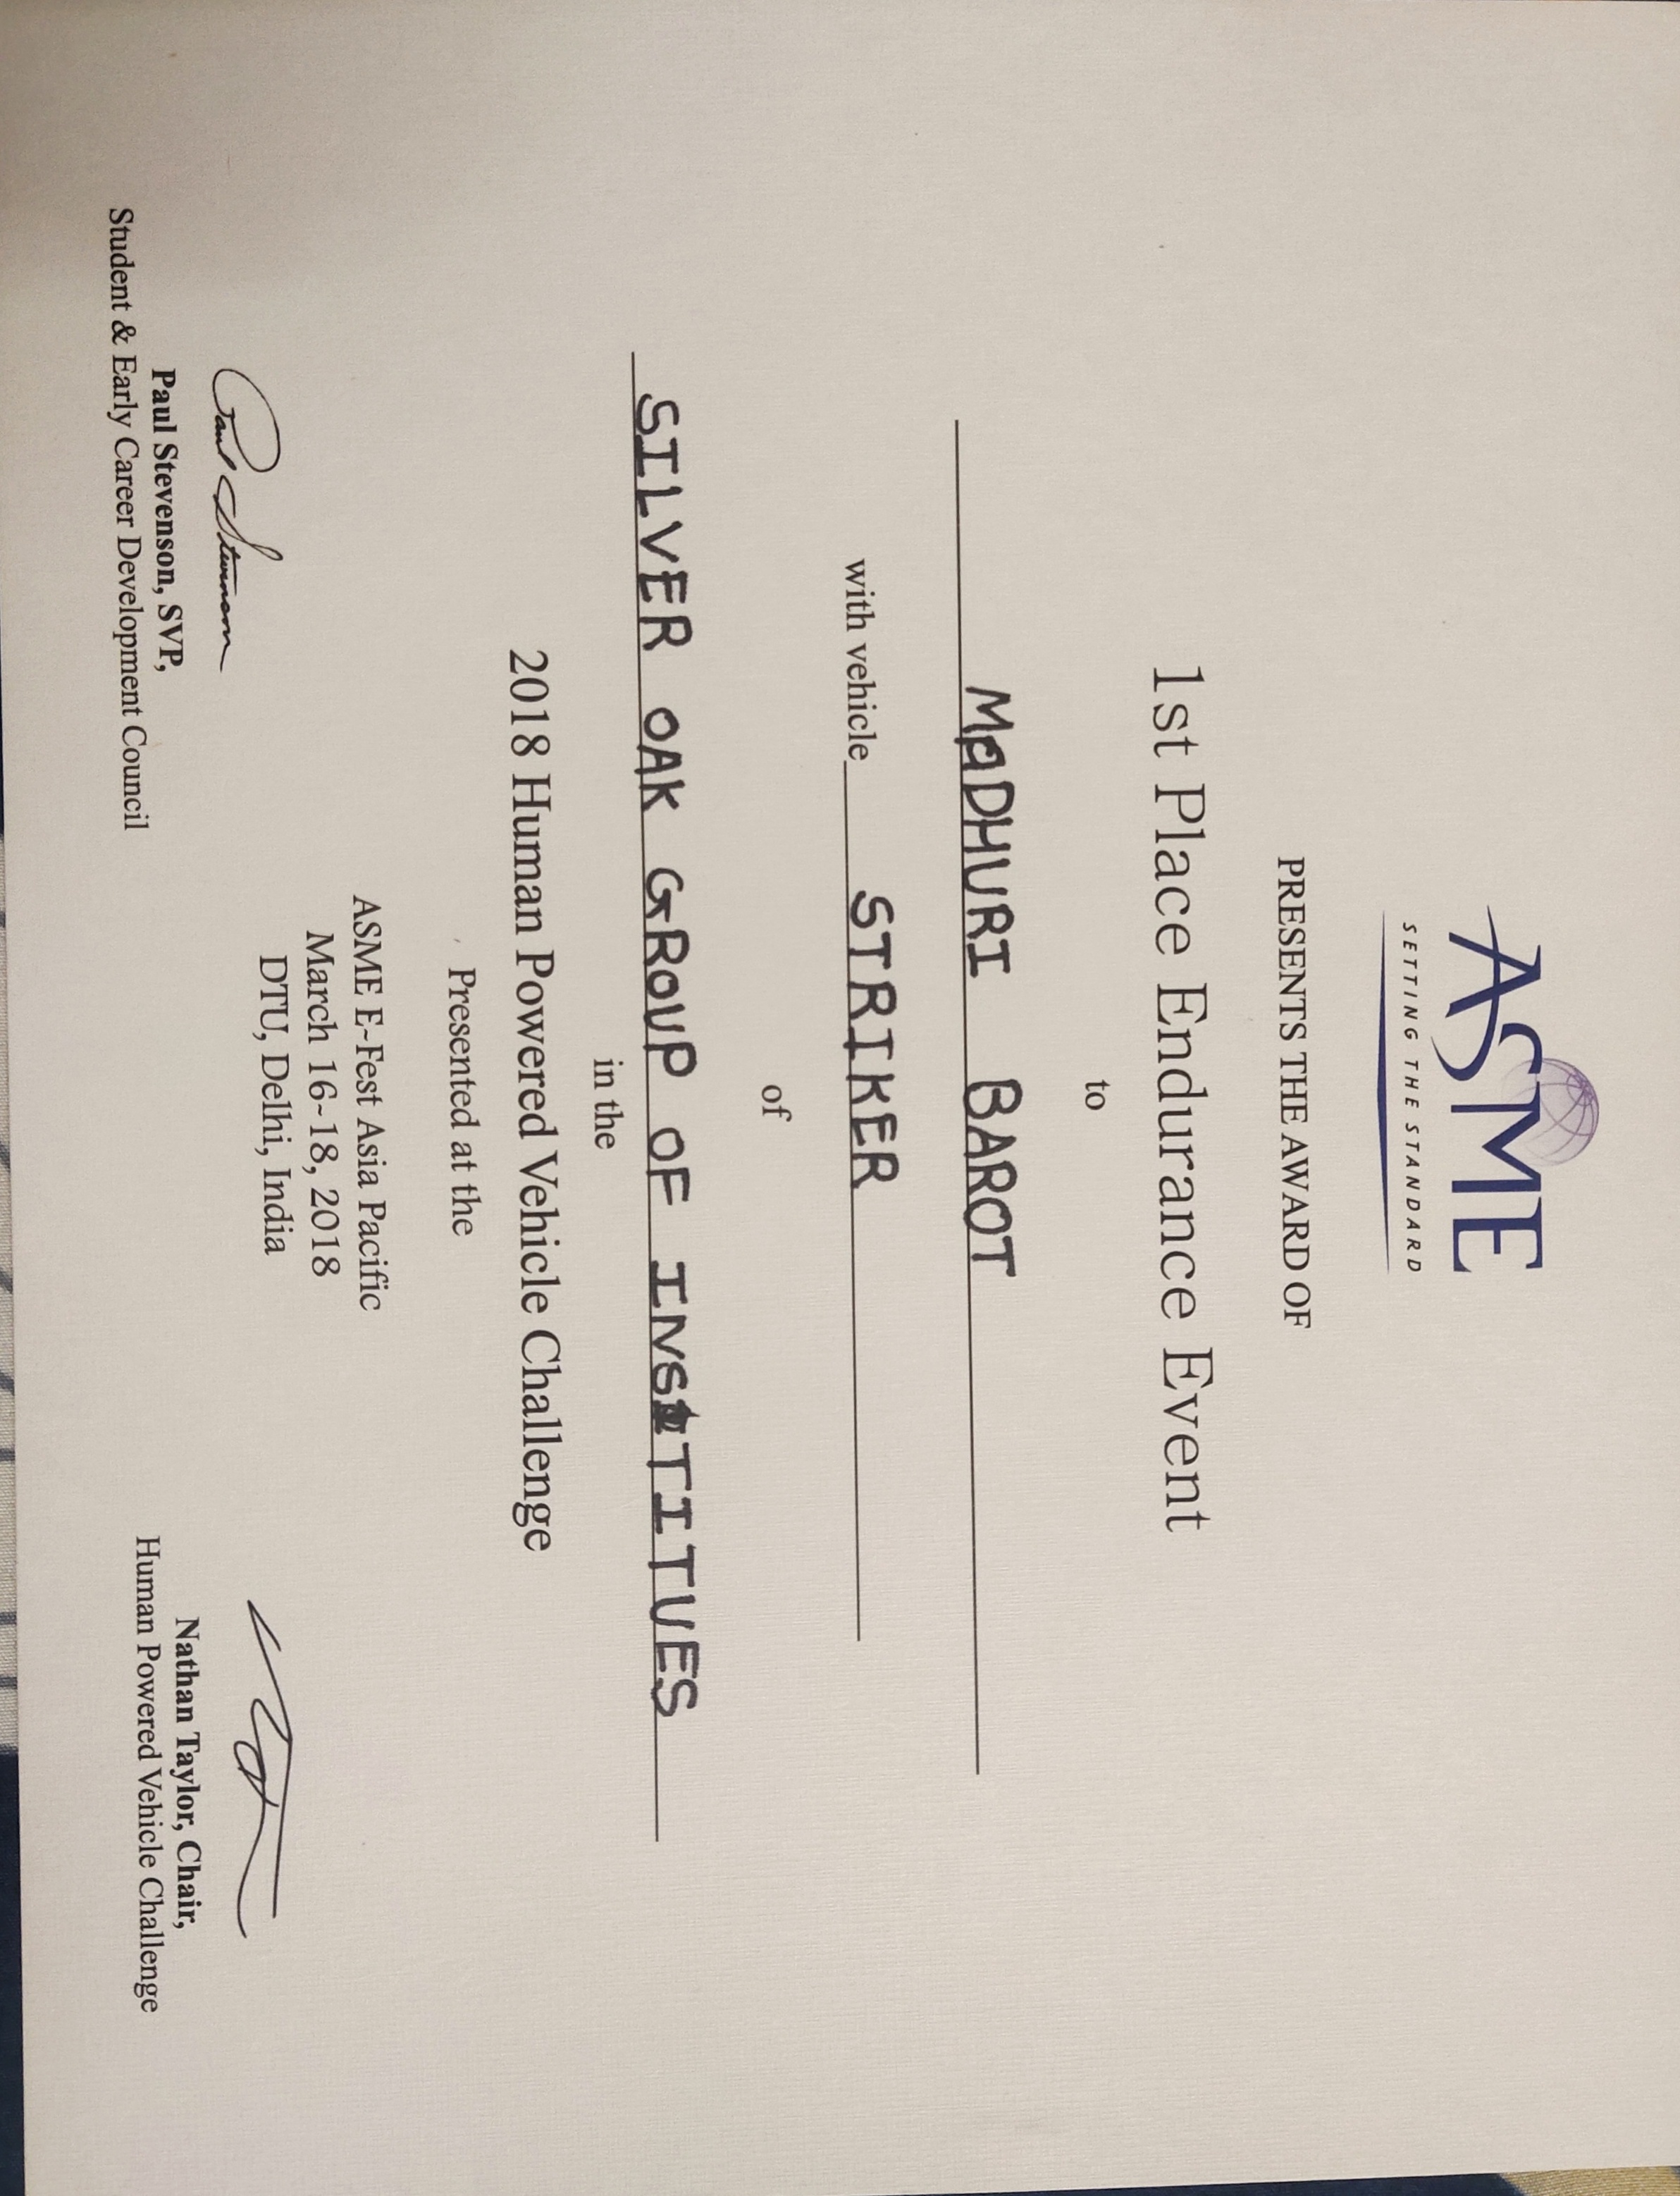 ASME
SETTING THE STANDARD
PRESENTS THE AWARD OF
1st Place Endurance Event
to
MADHURI BAROT
with vehicle STRIKER
of
SILVER OAK GROUP OF INSTITUES
in the
2018 Human Powered Vehicle Challenge
Presented at the
ASME E-Fest Asia Pacific
March 16-18, 2018
DTU, Delhi, India
Paul Stevenson
Paul Stevenson, SVP,
Student & Early Career Development Council
Nathan Taylor, Chair,
Human Powered Vehicle Challenge